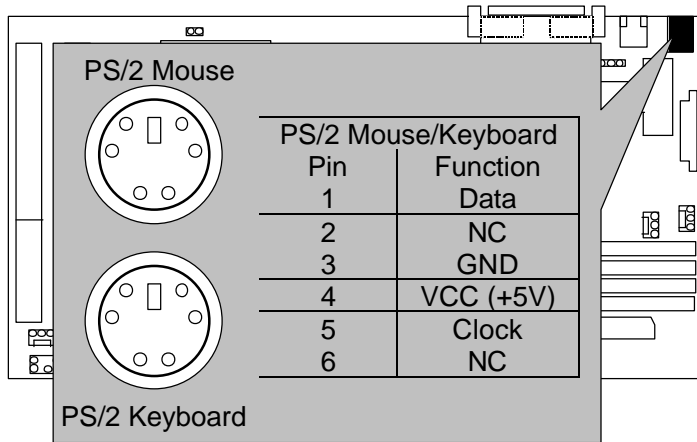 PS/2 Mouse
PS/2 Mouse/Keyboard
Pin Function
1 Data
2 NC
3 GND
4 VCC (+5V)
5 Clock
6 NC
PS/2 Keyboard